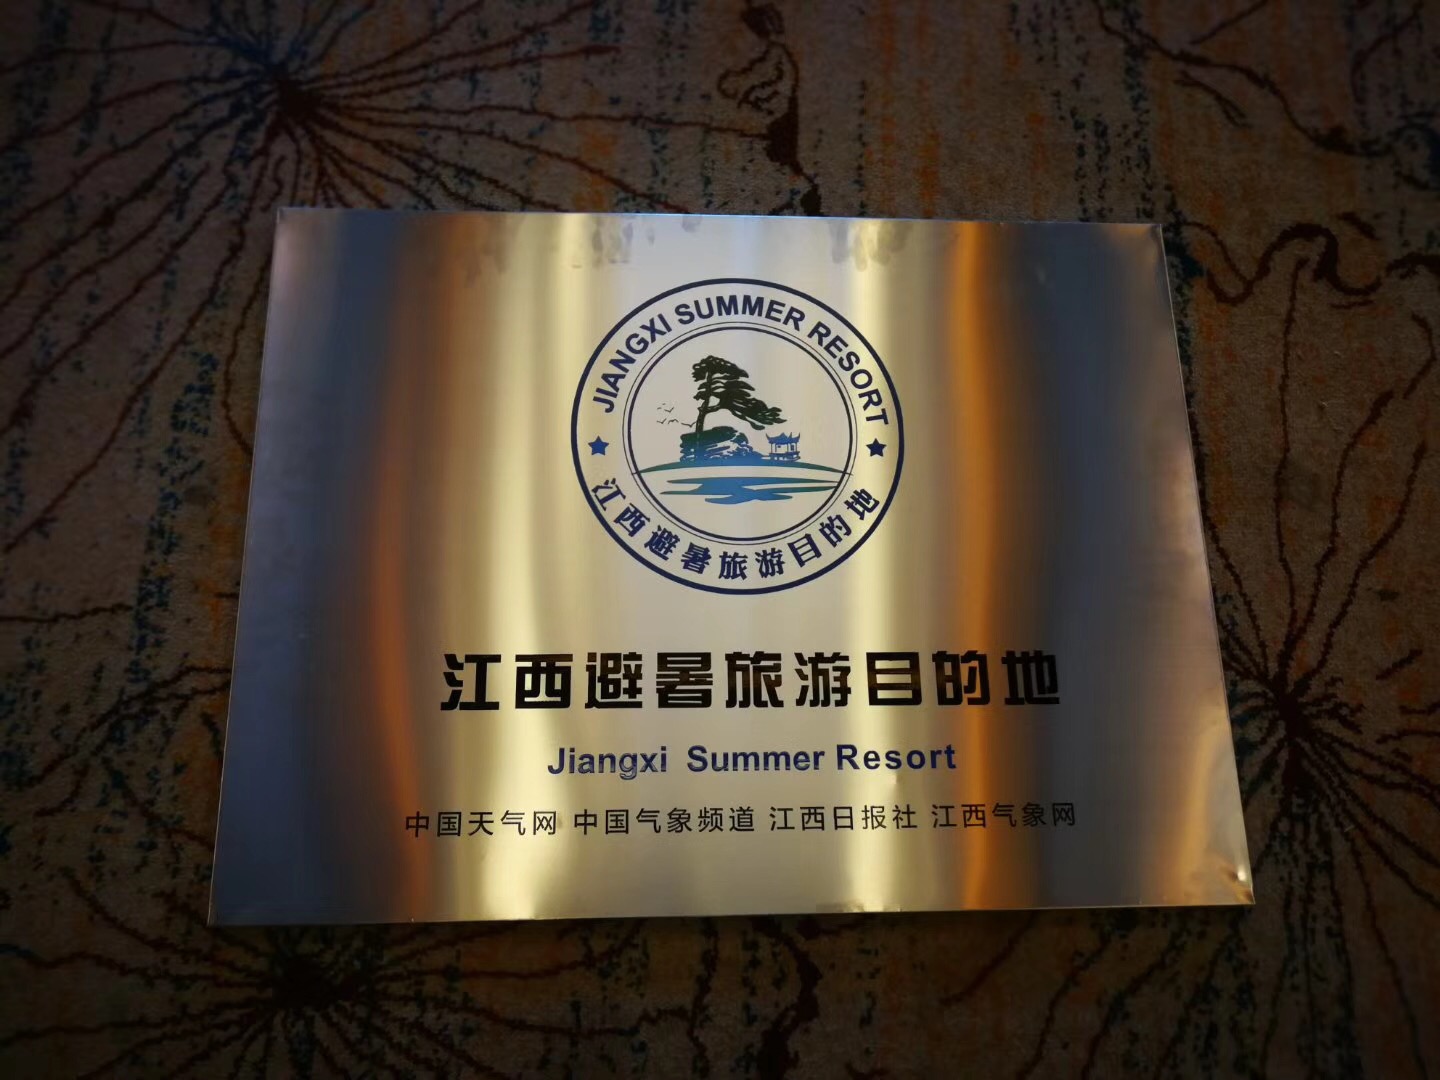 JIANGXI SUMMER RESORT
江西避暑旅游目的地
江西避暑旅游目的地
Jiangxi Summer Resort
中国天气网 中国气象频道 江西日报社 江西气象网